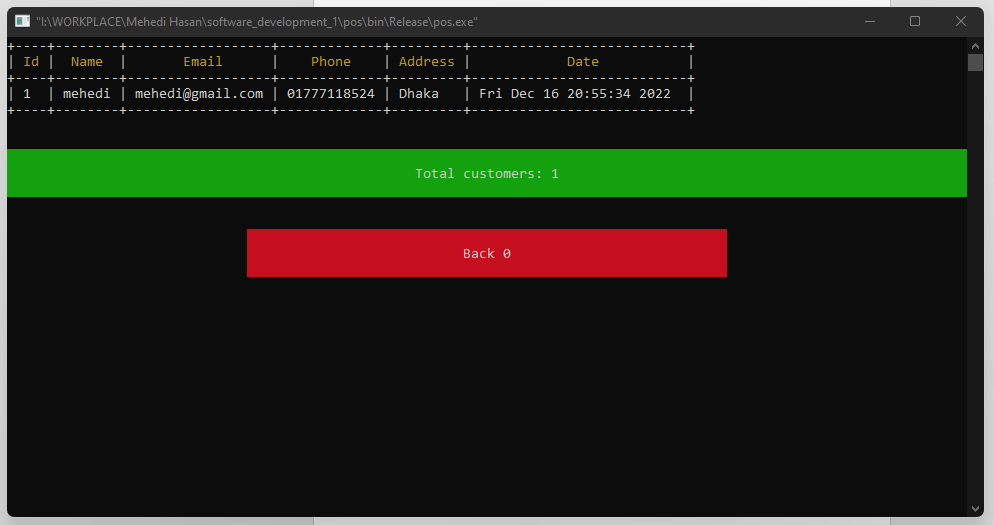 "I:\WORKPLACE\Mehedi Hasan\software_development_1\pos\bin\Release\pos.exe"
+----+--------+------------------+-------------+---------+---------------------------+
| Id |  Name  |       Email      |    Phone    | Address |            Date           |
+----+--------+------------------+-------------+---------+---------------------------+
| 1  | mehedi | mehedi@gmail.com | 01777118524 | Dhaka   | Fri Dec 16 20:55:34 2022  |
+----+--------+------------------+-------------+---------+---------------------------+
Total customers: 1
Back 0